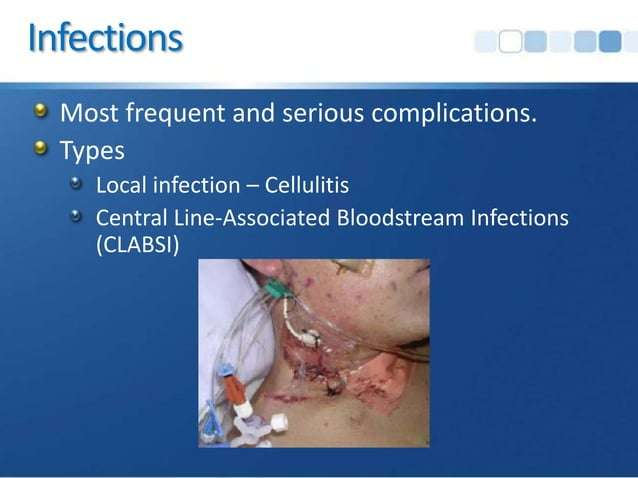 Infections
Most frequent and serious complications.
Types
Local infection – Cellulitis
Central Line-Associated Bloodstream Infections
(CLABSI)